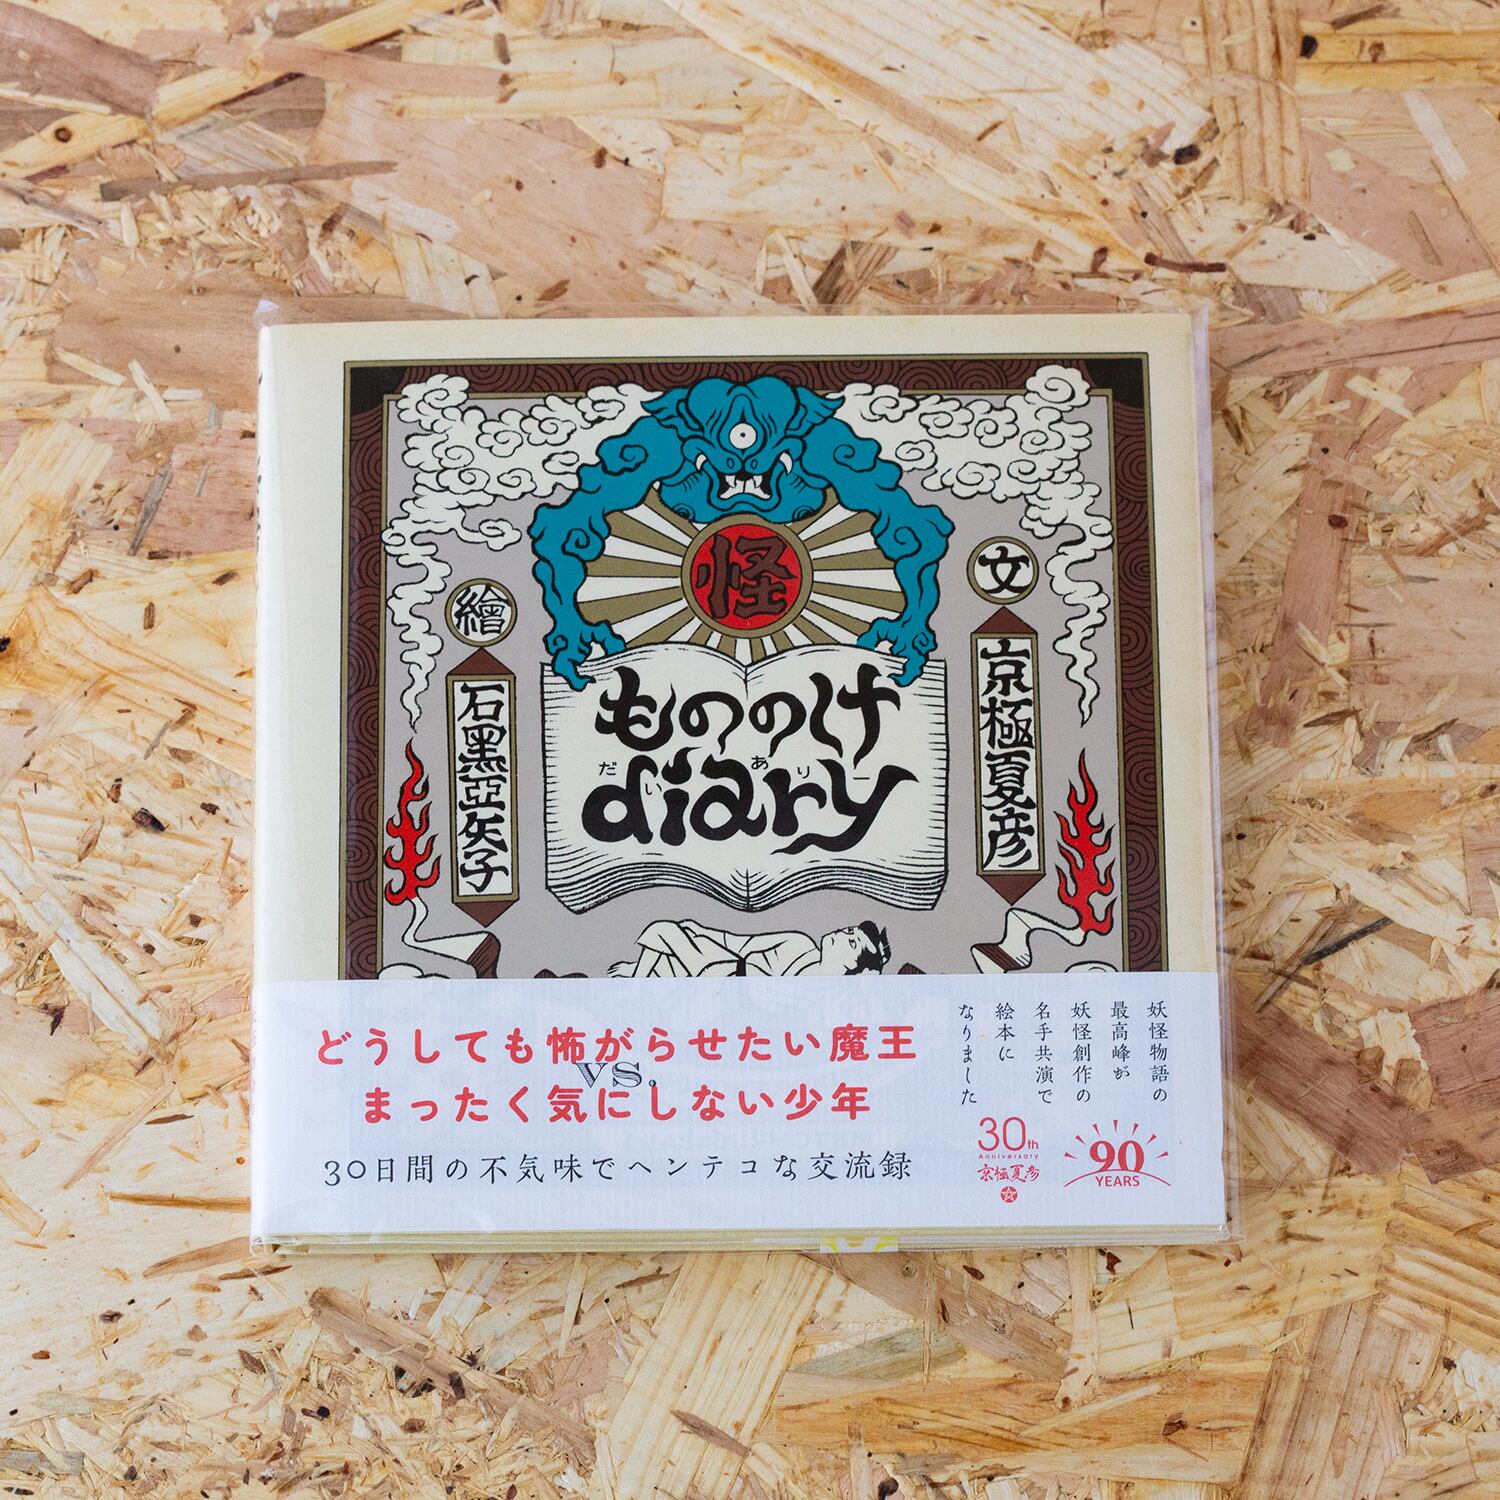 怪
もののけ
だいありー
diary
文
京極夏彦
繪
石黒亞矢子
どうしても怖がらせたい魔王
VS.
まったく気にしない少年
30日間の不気味でヘンテコな交流録
妖怪物語の
最高峰が
妖怪創作の
名手共演で
絵本に
なりました
30th
Anniversary
京極夏彦
90
YEARS